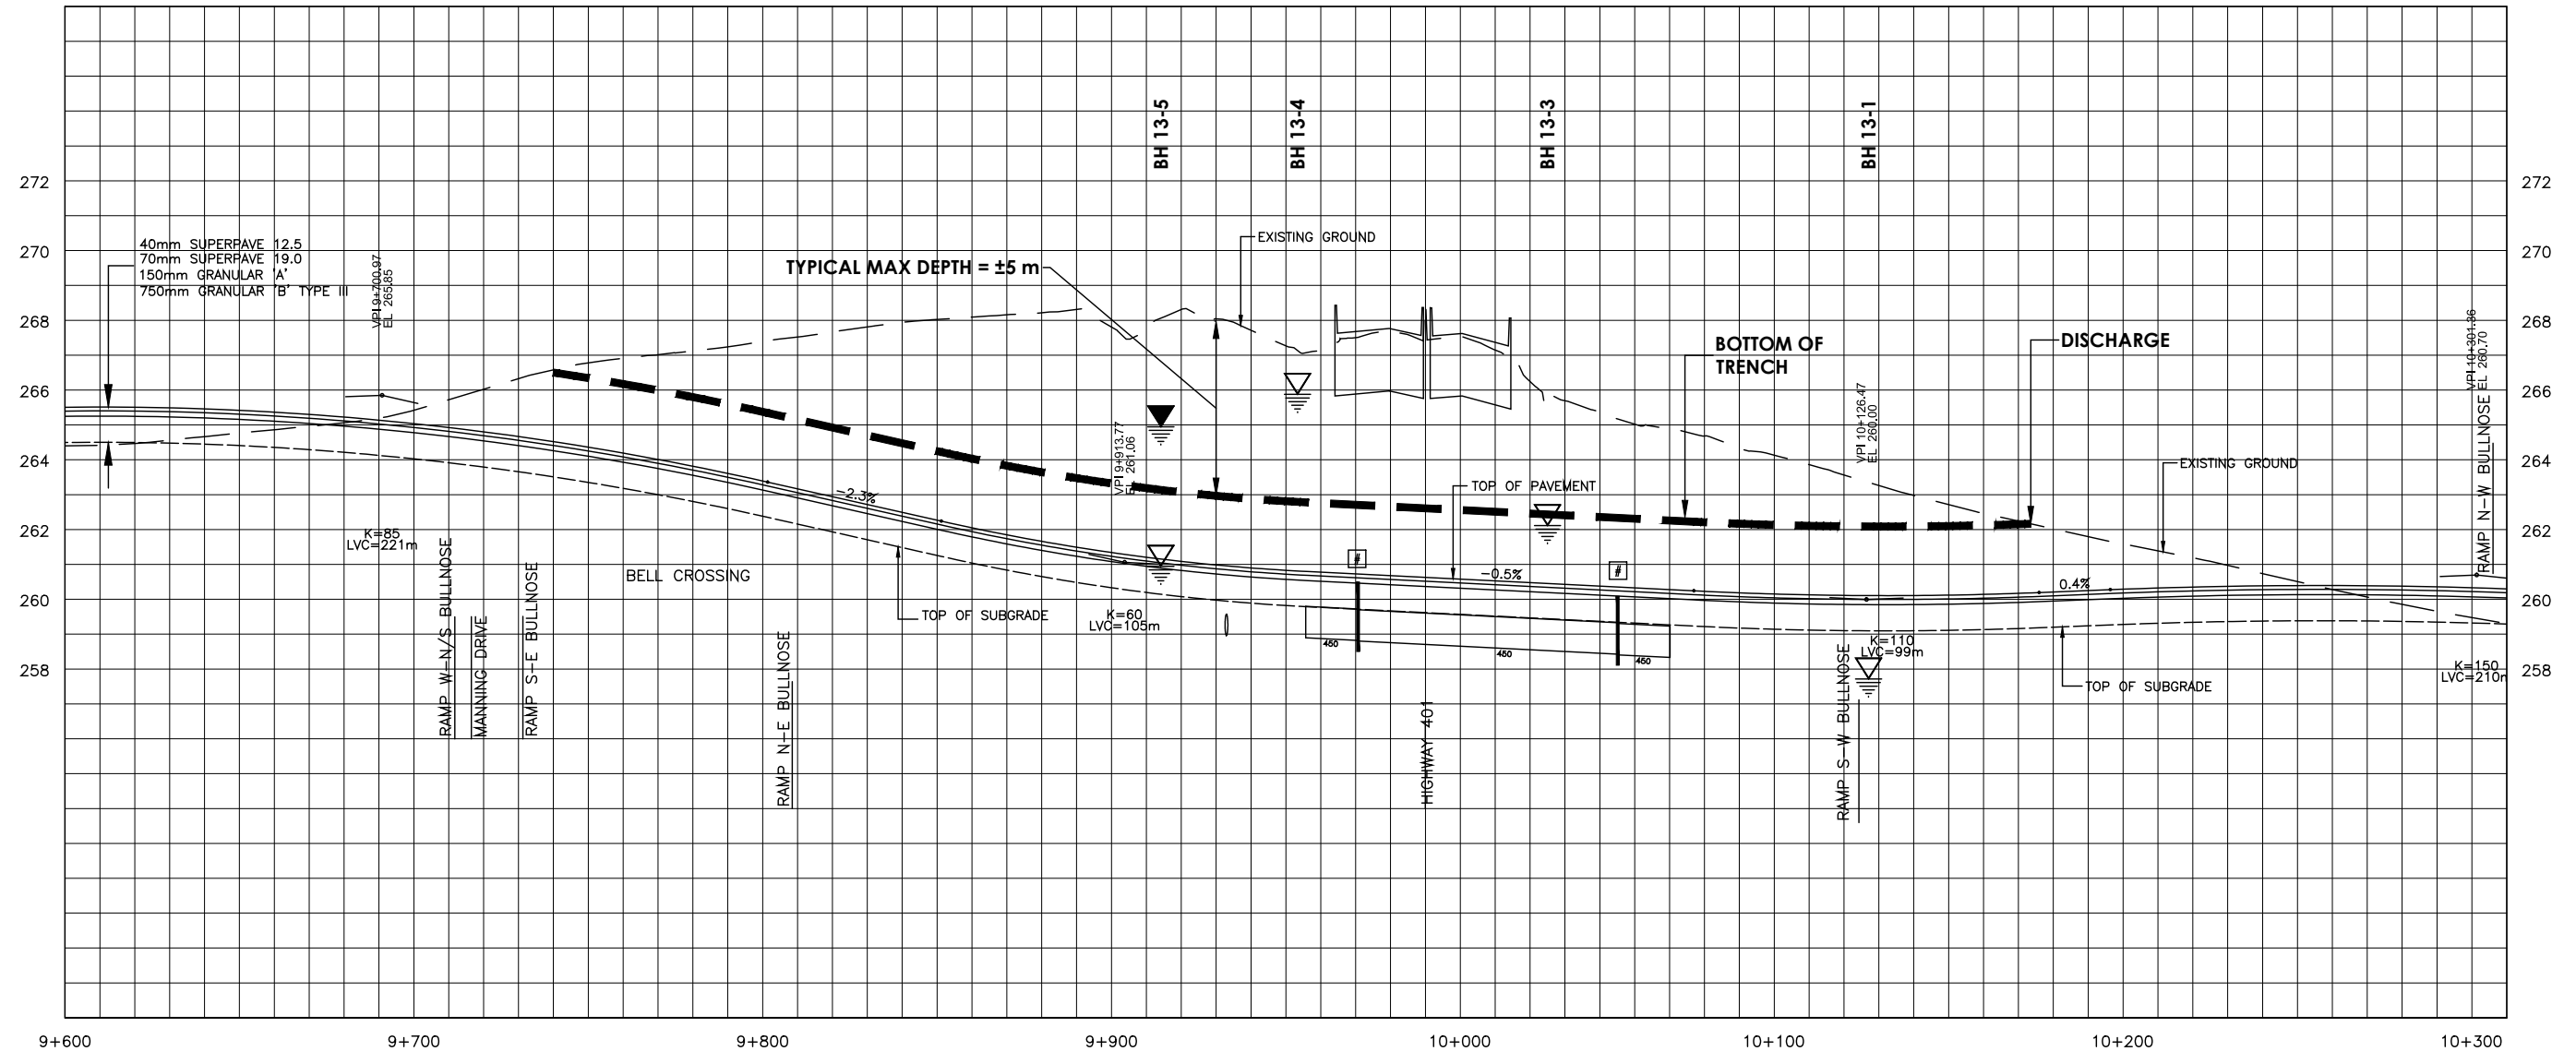 BH 13-5
BH 13-4
BH 13-3
BH 13-1
272
272
270
270
268
268
266
266
264
264
262
262
260
260
258
258
40mm SUPERPAVE 12.5
70mm SUPERPAVE 19.0
150mm GRANULAR 'A'
750mm GRANULAR 'B' TYPE III
VPI 9+700.97
EL 265.85
TYPICAL MAX DEPTH = ±5 m
EXISTING GROUND
BOTTOM OF
TRENCH
DISCHARGE
VPI 10+301.36
EL 260.70
RAMP N-W BULLNOSE
VPI 10+126.47
EL 260.00
VPI 9+913.77
EL 261.06
EXISTING GROUND
TOP OF PAVEMENT
-2.3%
-0.5%
0.4%
#
#
K=85
LVC=221m
BELL CROSSING
TOP OF SUBGRADE
K=60
LVC=105m
450
450
450
K=110
LVC=99m
TOP OF SUBGRADE
K=150
LVC=210m
RAMP W-N/S BULLNOSE
MANNING DRIVE
RAMP S-E BULLNOSE
RAMP N-E BULLNOSE
HIGHWAY 401
RAMP S-W BULLNOSE
9+600
9+700
9+800
9+900
10+000
10+100
10+200
10+300